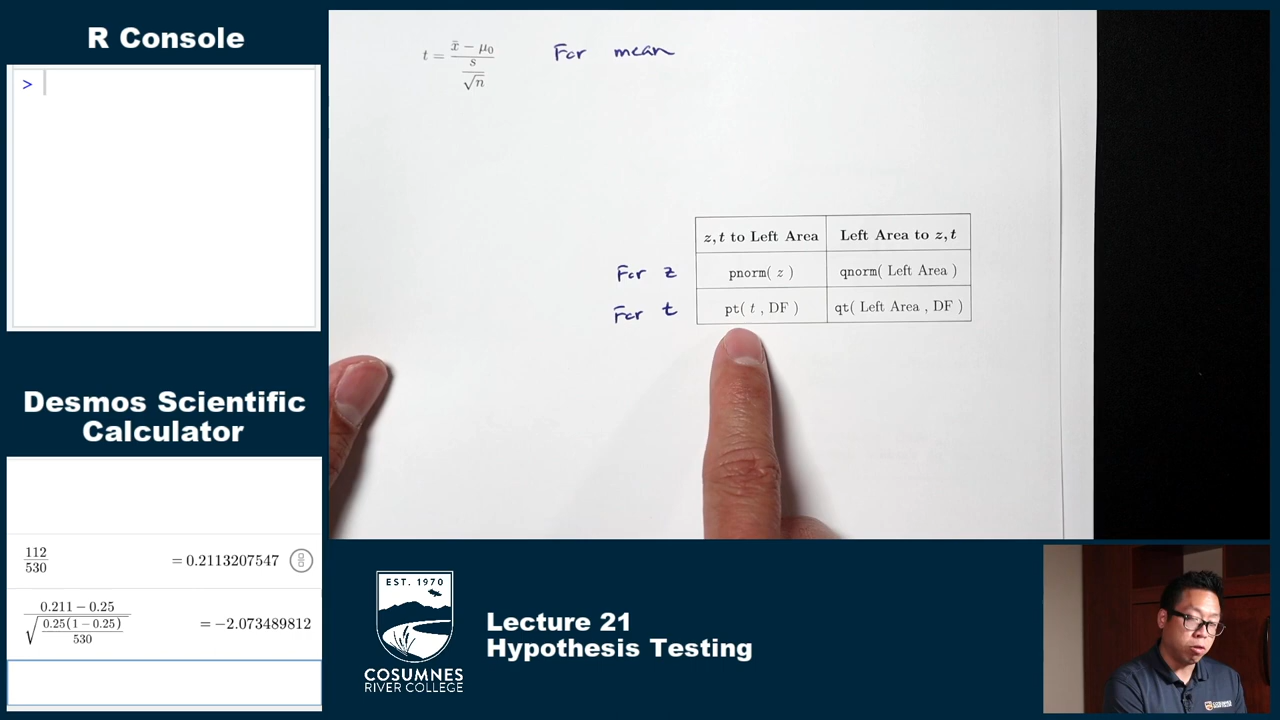 R Console
>
Desmos Scientific
Calculator
112/530 = 0.2113207547
(0.211 − 0.25)/√(0.25(1 − 0.25)/530) = −2.073489812
t = (x̄ − μ₀)/(s/√n) For mean
z, t to Left Area Left Area to z, t
For z pnorm( z ) qnorm( Left Area )
For t pt( t , DF ) qt( Left Area , DF )
EST. 1970
COSUMNES
RIVER COLLEGE
Lecture 21
Hypothesis Testing